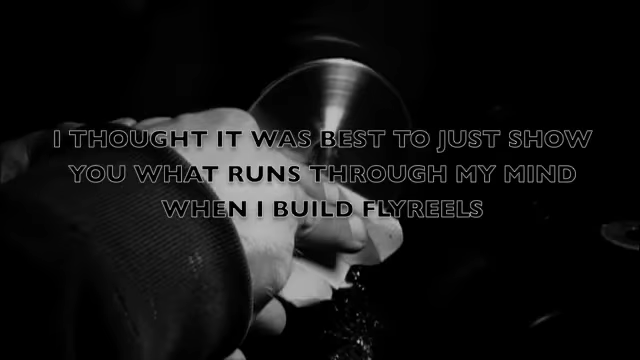 I THOUGHT IT WAS BEST TO JUST SHOW
YOU WHAT RUNS THROUGH MY MIND
WHEN I BUILD FLYREELS